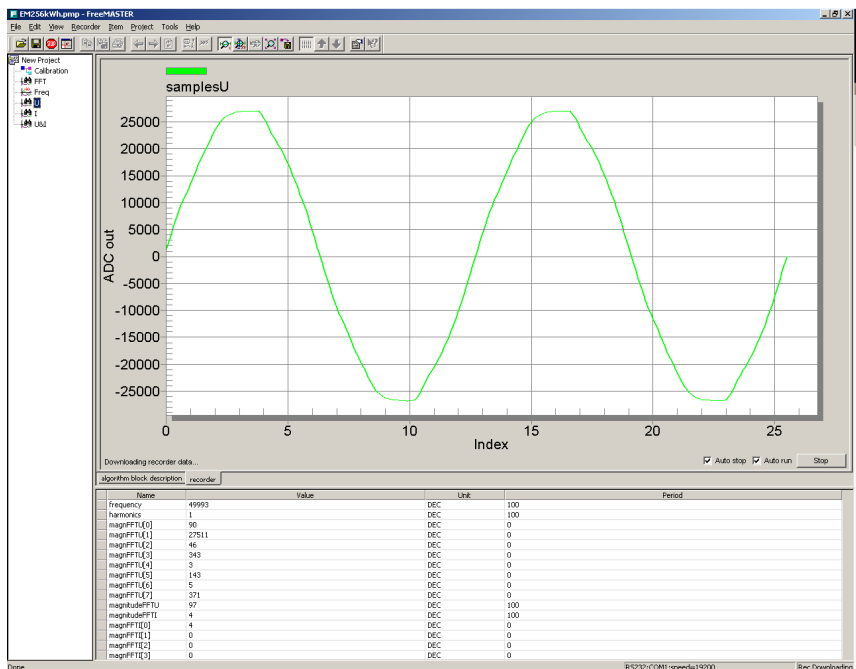 EM256kWh.pmp - FreeMASTER
File Edit View Recorder Item Project Tools Help
New Project
Calibration
FFT
Freq
U
I
U&I
samplesU
25000
20000
15000
10000
5000
0
-5000
-10000
-15000
-20000
-25000
ADC out
0 5 10 15 20 25
Index
Downloading recorder data...
Auto stop Auto run Stop
algorithm block description recorder
Name Value Unit Period
frequency 49993 DEC 100
harmonics 1 DEC 100
magnFFTU[0] 90 DEC 0
magnFFTU[1] 27511 DEC 0
magnFFTU[2] 46 DEC 0
magnFFTU[3] 343 DEC 0
magnFFTU[4] 3 DEC 0
magnFFTU[5] 143 DEC 0
magnFFTU[6] 5 DEC 0
magnFFTU[7] 371 DEC 0
magnitudeFFTU 97 DEC 100
magnitudeFFTI 4 DEC 100
magnFFTI[0] 4 DEC 0
magnFFTI[1] 0 DEC 0
magnFFTI[2] 0 DEC 0
magnFFTI[3] 0 DEC 0
Done RS232;COM1;speed=19200 Rec Downloading